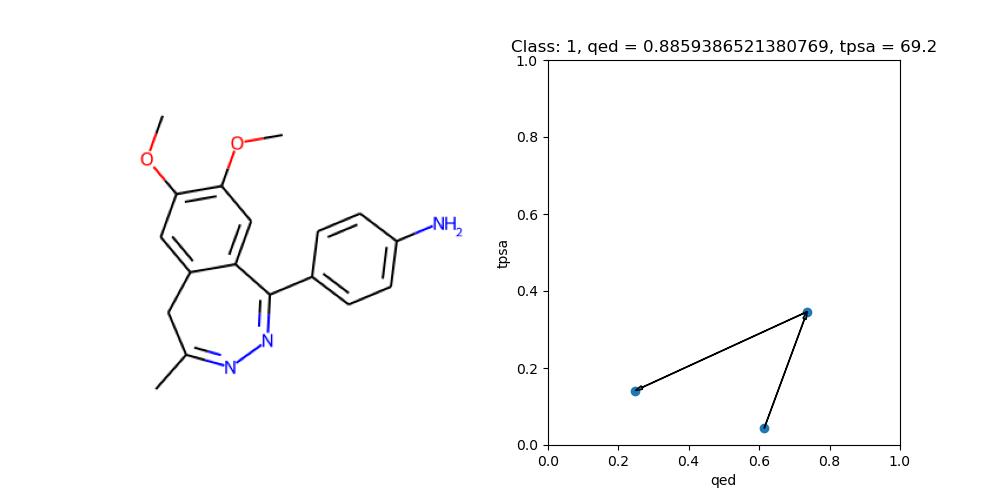 Class: 1, qed = 0.8859386521380769, tpsa = 69.2
O
O
NH2
N
N
1.0
0.8
0.6
0.4
0.2
0.0
tpsa
0.0 0.2 0.4 0.6 0.8 1.0
qed